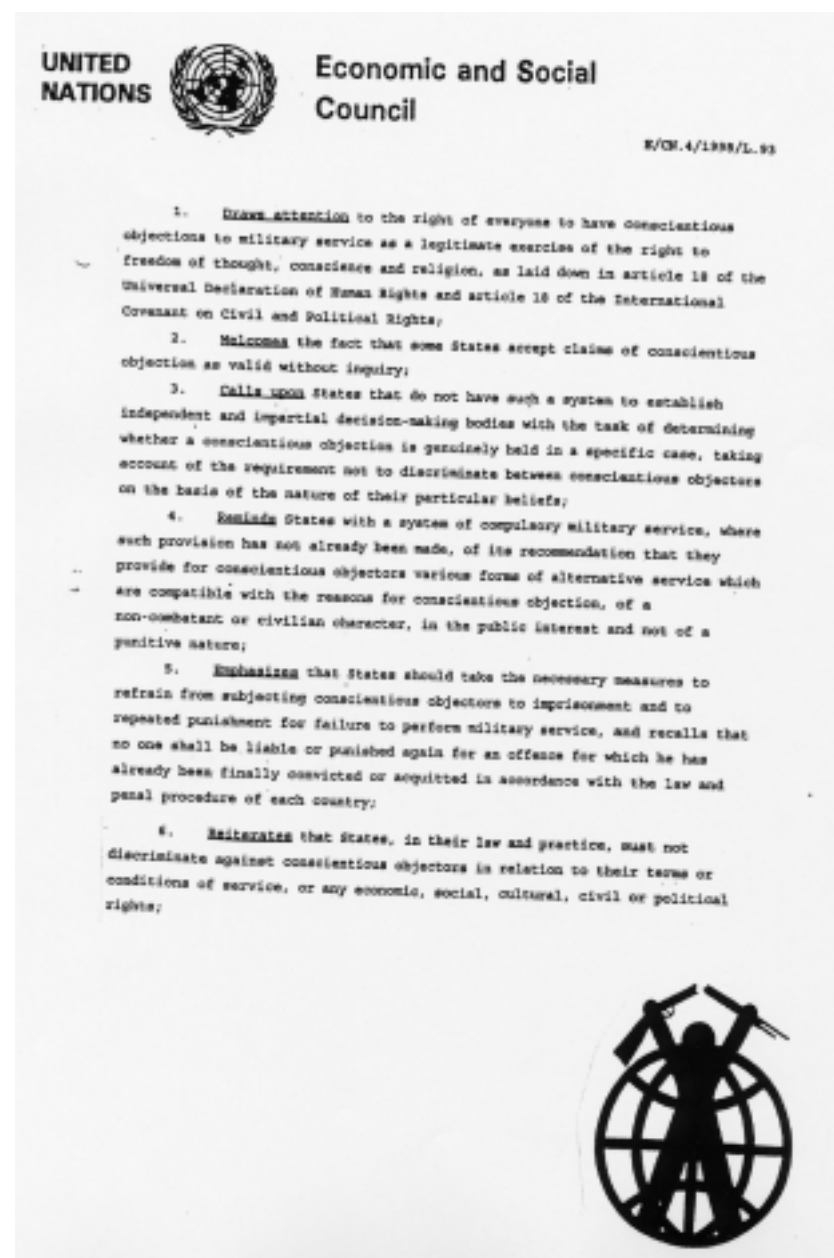 UNITED
NATIONS
Economic and Social
Council
E/CN.4/1998/L.93
1. Draws attention to the right of everyone to have conscientious
objections to military service as a legitimate exercise of the right to
freedom of thought, conscience and religion, as laid down in article 18 of the
Universal Declaration of Human Rights and article 18 of the International
Covenant on Civil and Political Rights;
2. Welcomes the fact that some States accept claims of conscientious
objection as valid without inquiry;
3. Calls upon States that do not have such a system to establish
independent and impartial decision-making bodies with the task of determining
whether a conscientious objection is genuinely held in a specific case, taking
account of the requirement not to discriminate between conscientious objectors
on the basis of the nature of their particular beliefs;
4. Reminds States with a system of compulsory military service, where
such provision has not already been made, of its recommendation that they
provide for conscientious objectors various forms of alternative service which
are compatible with the reasons for conscientious objection, of a
non-combatant or civilian character, in the public interest and not of a
punitive nature;
5. Emphasizes that States should take the necessary measures to
refrain from subjecting conscientious objectors to imprisonment and to
repeated punishment for failure to perform military service, and recalls that
no one shall be liable or punished again for an offence for which he has
already been finally convicted or acquitted in accordance with the law and
penal procedure of each country;
6. Reiterates that States, in their law and practice, must not
discriminate against conscientious objectors in relation to their terms or
conditions of service, or any economic, social, cultural, civil or political
rights;